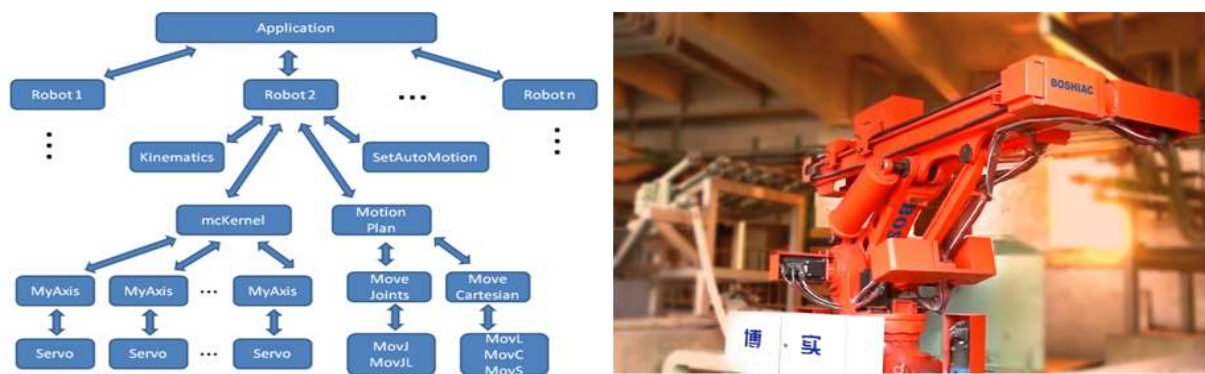 Application
Robot 1
Robot 2
...
Robot n
Kinematics
SetAutoMotion
mcKernel
Motion
Plan
MyAxis
MyAxis
...
MyAxis
Move
Joints
Move
Cartesian
Servo
Servo
...
Servo
MovJ
MovJL
MovL
MovC
MovS
BOSHIAC
博实